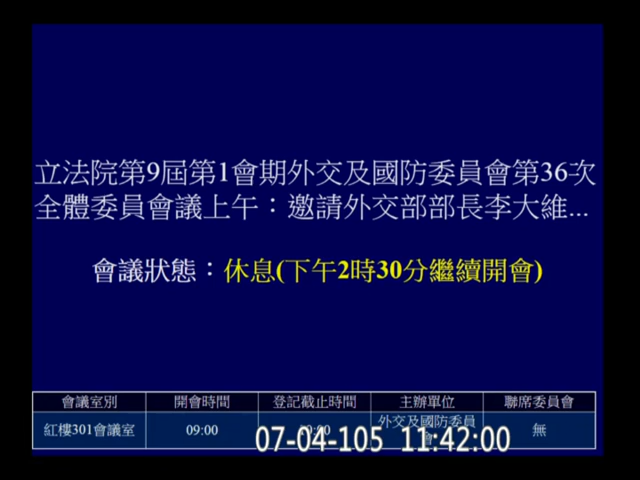 立法院第9屆第1會期外交及國防委員會第36次
全體委員會議上午：邀請外交部部長李大維...
會議狀態：休息(下午2時30分繼續開會)
會議室別 開會時間 登記截止時間 主辦單位 聯席委員會
紅樓301會議室 09:00 外交及國防委員會 無
07-04-105 11:42:00